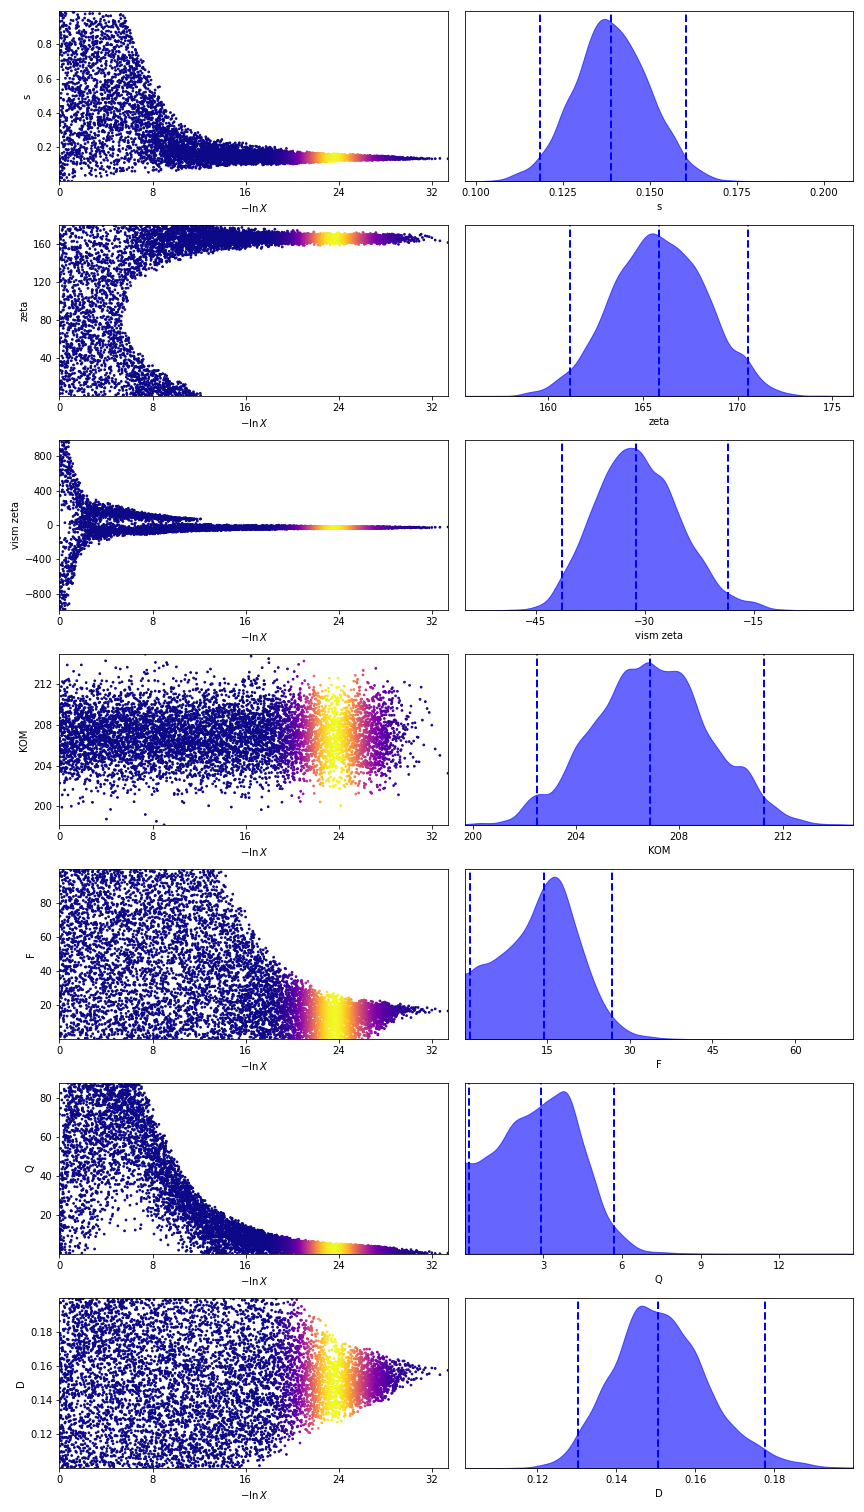 0.8
0.6
0.4
0.2
s
0 8 16 24 32
−ln X
0.100 0.125 0.150 0.175 0.200
s
160
120
80
40
zeta
0 8 16 24 32
−ln X
160 165 170 175
zeta
800
400
0
−400
−800
vism zeta
0 8 16 24 32
−ln X
−45 −30 −15
vism zeta
212
208
204
200
KOM
0 8 16 24 32
−ln X
200 204 208 212
KOM
80
60
40
20
F
0 8 16 24 32
−ln X
15 30 45 60
F
80
60
40
20
Q
0 8 16 24 32
−ln X
3 6 9 12
Q
0.18
0.16
0.14
0.12
D
0 8 16 24 32
−ln X
0.12 0.14 0.16 0.18
D